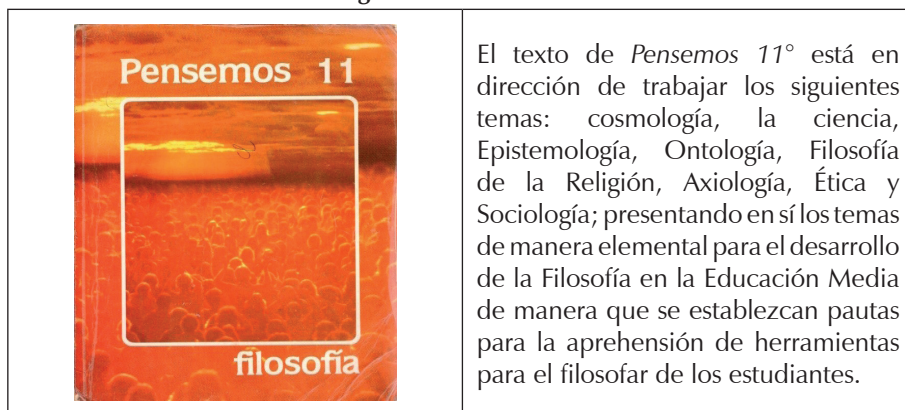 Pensemos 11
filosofía
El texto de Pensemos 11° está en
dirección de trabajar los siguientes
temas: cosmología, la ciencia,
Epistemología, Ontología, Filosofía
de la Religión, Axiología, Ética y
Sociología; presentando en sí los temas
de manera elemental para el desarrollo
de la Filosofía en la Educación Media
de manera que se establezcan pautas
para la aprehensión de herramientas
para el filosofar de los estudiantes.